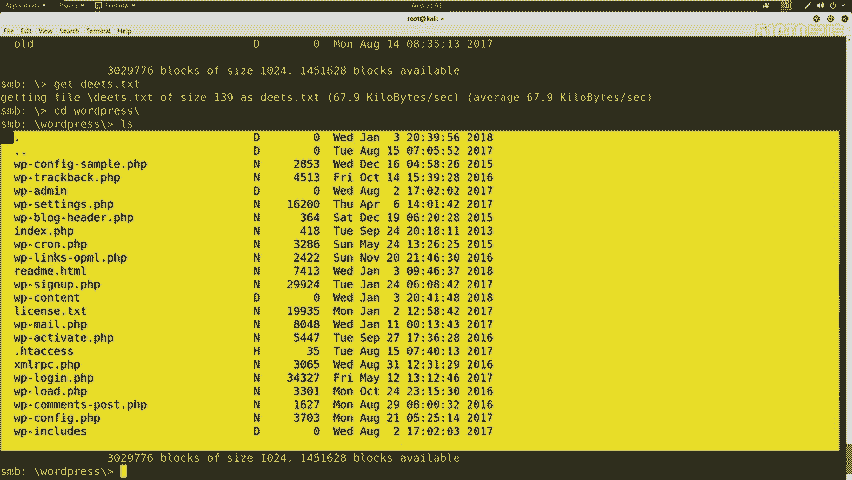 root@kali: ~
File Edit View Search Terminal Help
old D 0 Mon Aug 14 08:35:13 2017
3029776 blocks of size 1024. 1451628 blocks available
smb: \> get deets.txt
getting file \deets.txt of size 139 as deets.txt (67.9 KiloBytes/sec) (average 67.9 KiloBytes/sec)
smb: \> cd wordpress\
smb: \wordpress\> ls
. D 0 Wed Jan 3 20:39:56 2018
.. D 0 Tue Aug 15 07:05:52 2017
wp-config-sample.php N 2853 Wed Dec 16 04:58:26 2015
wp-trackback.php N 4513 Fri Oct 14 15:39:28 2016
wp-admin D 0 Wed Aug 2 17:02:02 2017
wp-settings.php N 16200 Thu Apr 6 14:01:42 2017
wp-blog-header.php N 364 Sat Dec 19 06:20:28 2015
index.php N 418 Tue Sep 24 20:18:11 2013
wp-cron.php N 3286 Sun May 24 13:26:25 2015
wp-links-opml.php N 2422 Sun Nov 20 21:46:30 2016
readme.html N 7413 Wed Jan 3 09:46:37 2018
wp-signup.php N 29924 Tue Jan 24 06:08:42 2017
wp-content D 0 Wed Jan 3 20:41:48 2018
license.txt N 19935 Mon Jan 2 12:58:42 2017
wp-mail.php N 8048 Wed Jan 11 00:13:43 2017
wp-activate.php N 5447 Tue Sep 27 17:36:28 2016
.htaccess H 35 Tue Aug 15 07:40:13 2017
xmlrpc.php N 3065 Wed Aug 31 12:31:29 2016
wp-login.php N 34327 Fri May 12 13:12:46 2017
wp-load.php N 3301 Mon Oct 24 23:15:30 2016
wp-comments-post.php N 1627 Mon Aug 29 08:00:32 2016
wp-config.php N 3703 Mon Aug 21 05:25:14 2017
wp-includes D 0 Wed Aug 2 17:02:03 2017
3029776 blocks of size 1024. 1451628 blocks available
smb: \wordpress\>